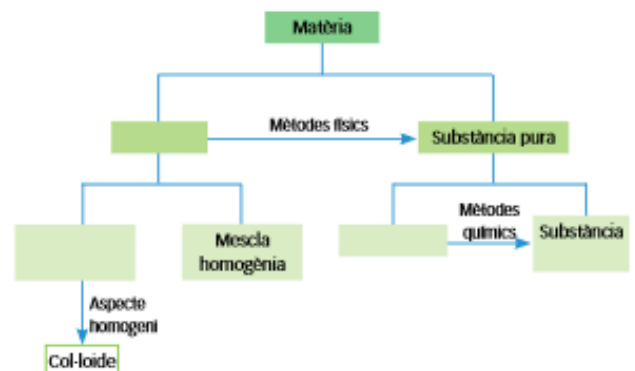 Matèria
Mètodes físics
Substància pura
Mescla
homogènia
Mètodes
químics
Substància
Aspecte
homogeni
Col·loide